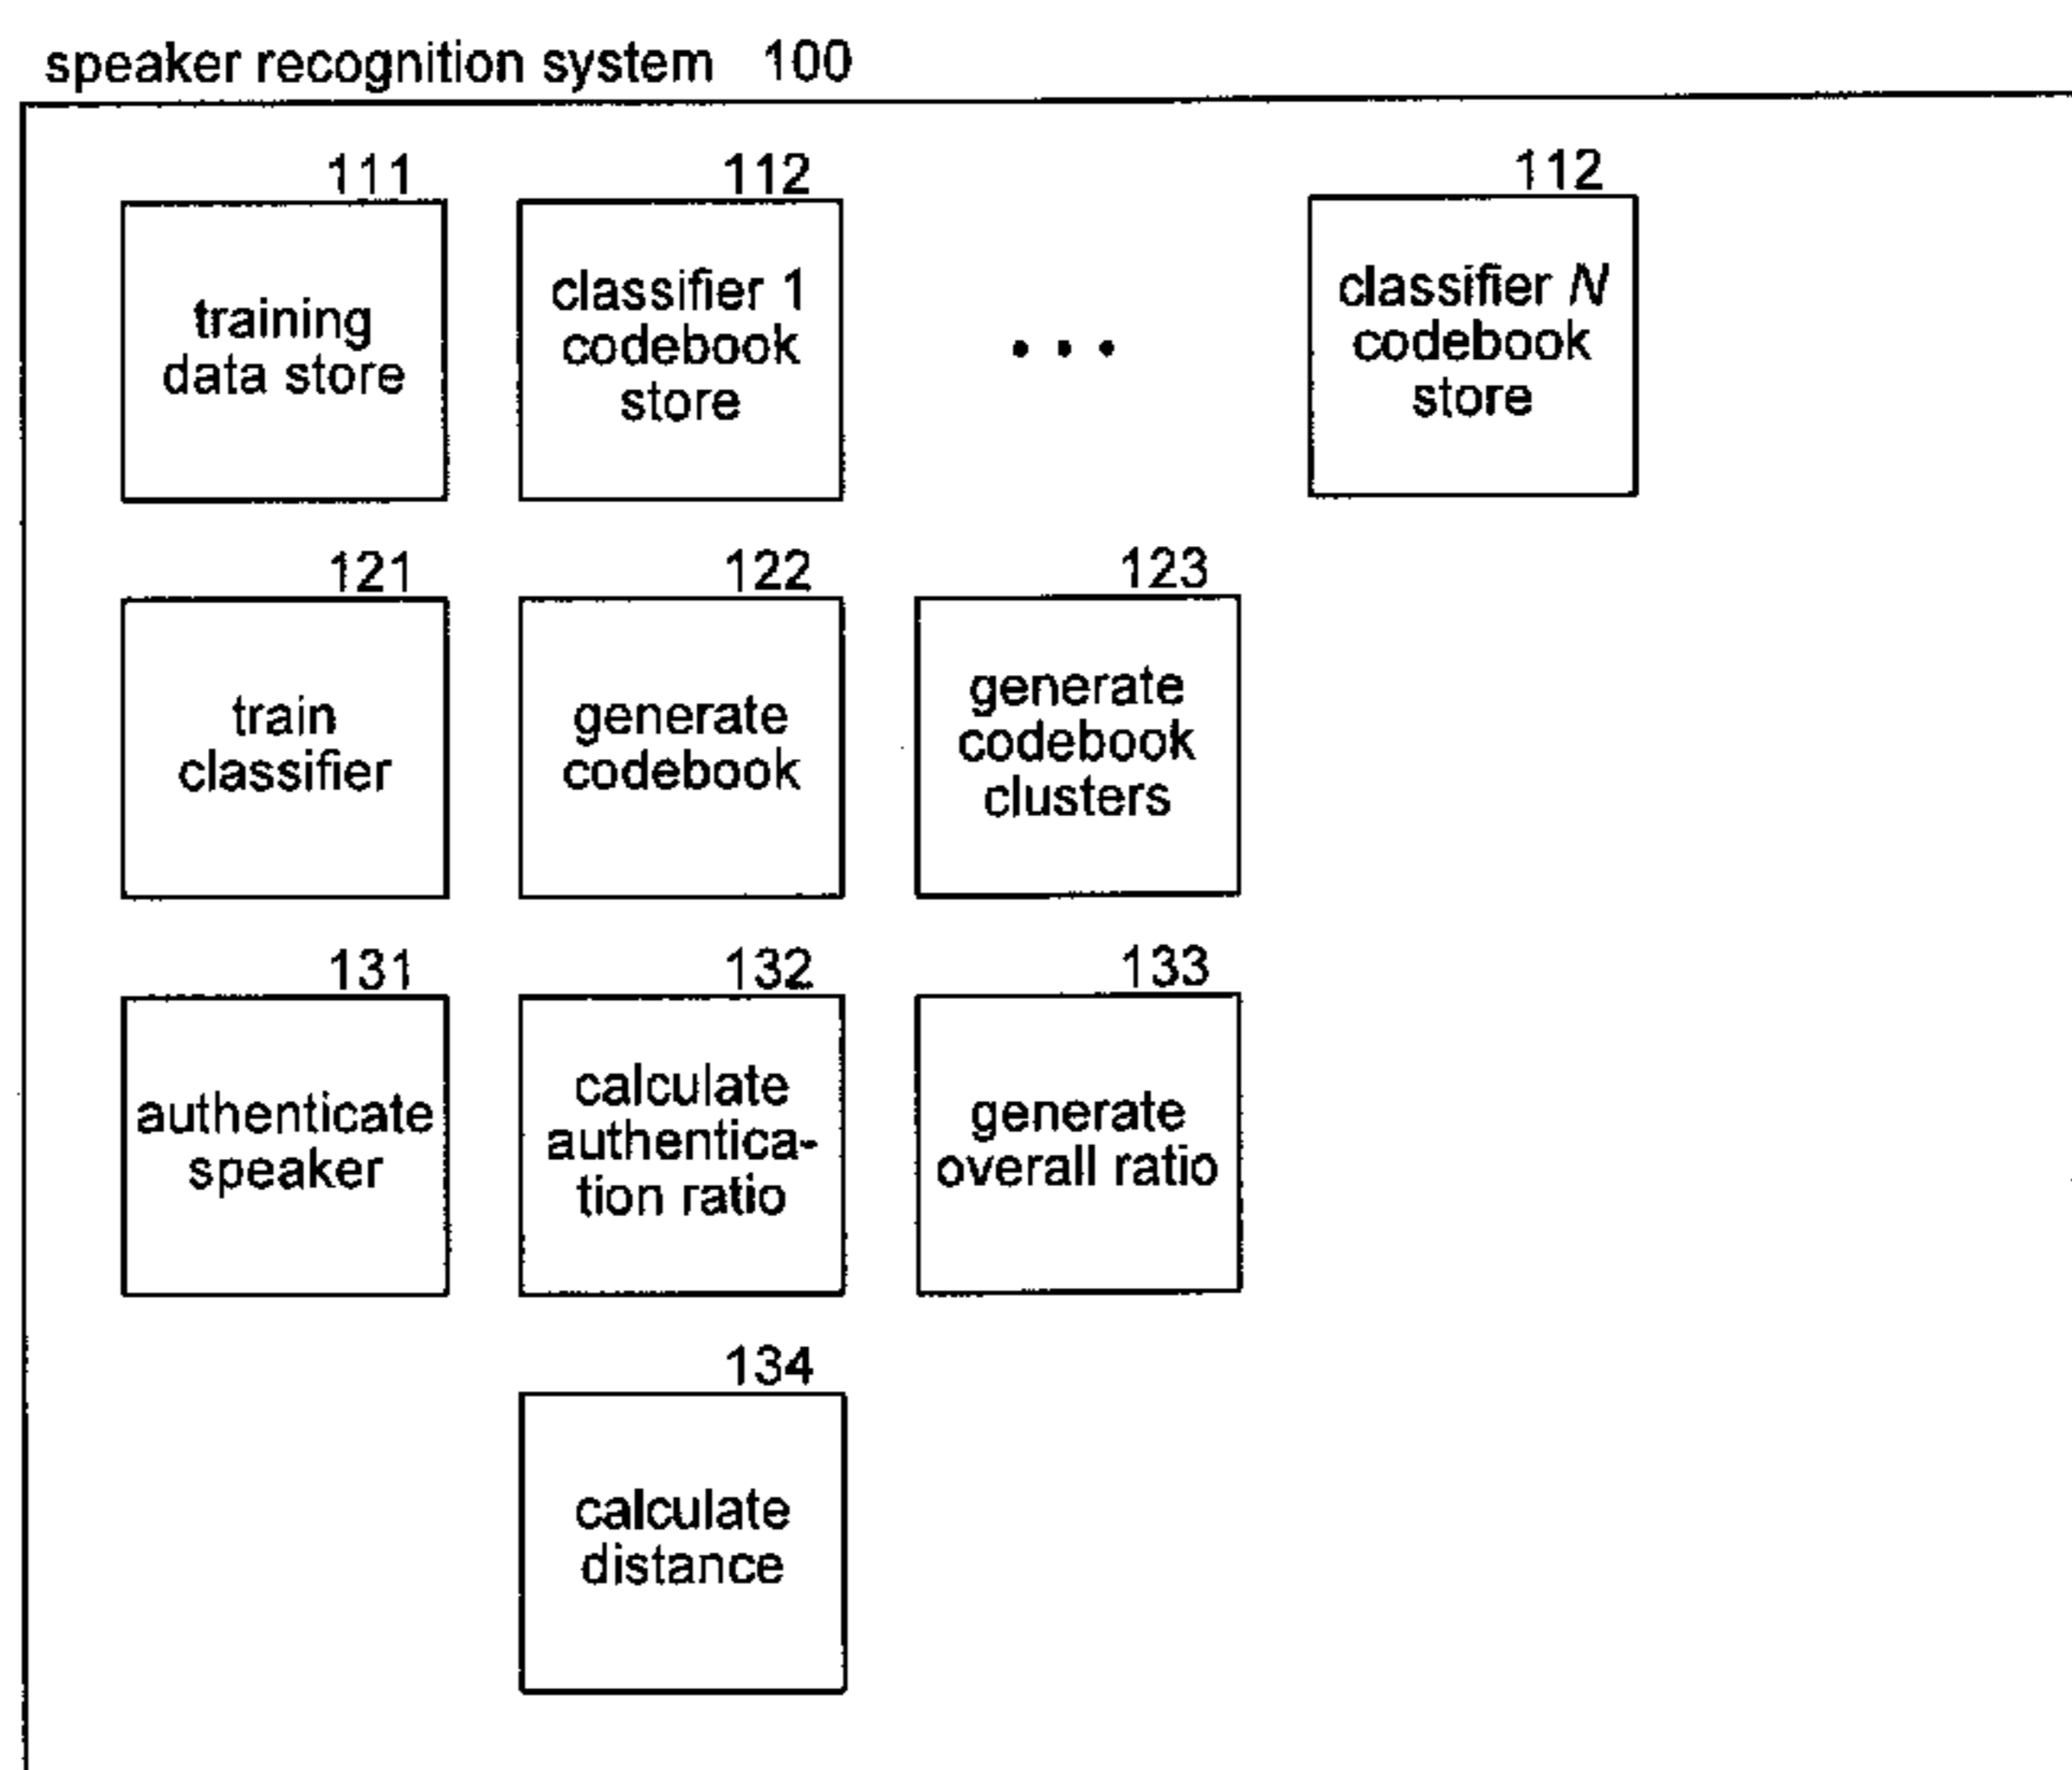 speaker recognition system 100
111
112
112
training
data store
classifier 1
codebook
store
• • •
classifier N
codebook
store
121
122
123
train
classifier
generate
codebook
generate
codebook
clusters
131
132
133
authenticate
speaker
calculate
authentica-
tion ratio
generate
overall ratio
134
calculate
distance